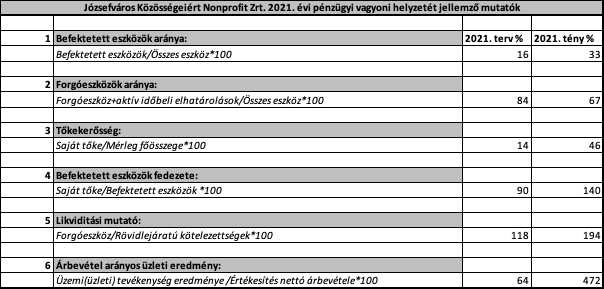 Józsefváros Közösségeiért Nonprofit Zrt. 2021. évi pénzügyi vagyoni helyzetét jellemző mutatók
1 Befektetett eszközök aránya: 2021. terv % 2021. tény %
Befektetett eszközök/Összes eszköz*100 16 33
2 Forgóeszközök aránya:
Forgóeszköz+aktív időbeli elhatárolások/Összes eszköz*100 84 67
3 Tőkekerősség:
Saját tőke/Mérleg főösszege*100 14 46
4 Befektetett eszközök fedezete:
Saját tőke/Befektetett eszközök *100 90 140
5 Likviditási mutató:
Forgóeszköz/Rövidlejáratú kötelezettségek*100 118 194
6 Árbevétel arányos üzleti eredmény:
Üzemi(üzleti) tevékenység eredménye /Értékesítés nettó árbevétele*100 64 472